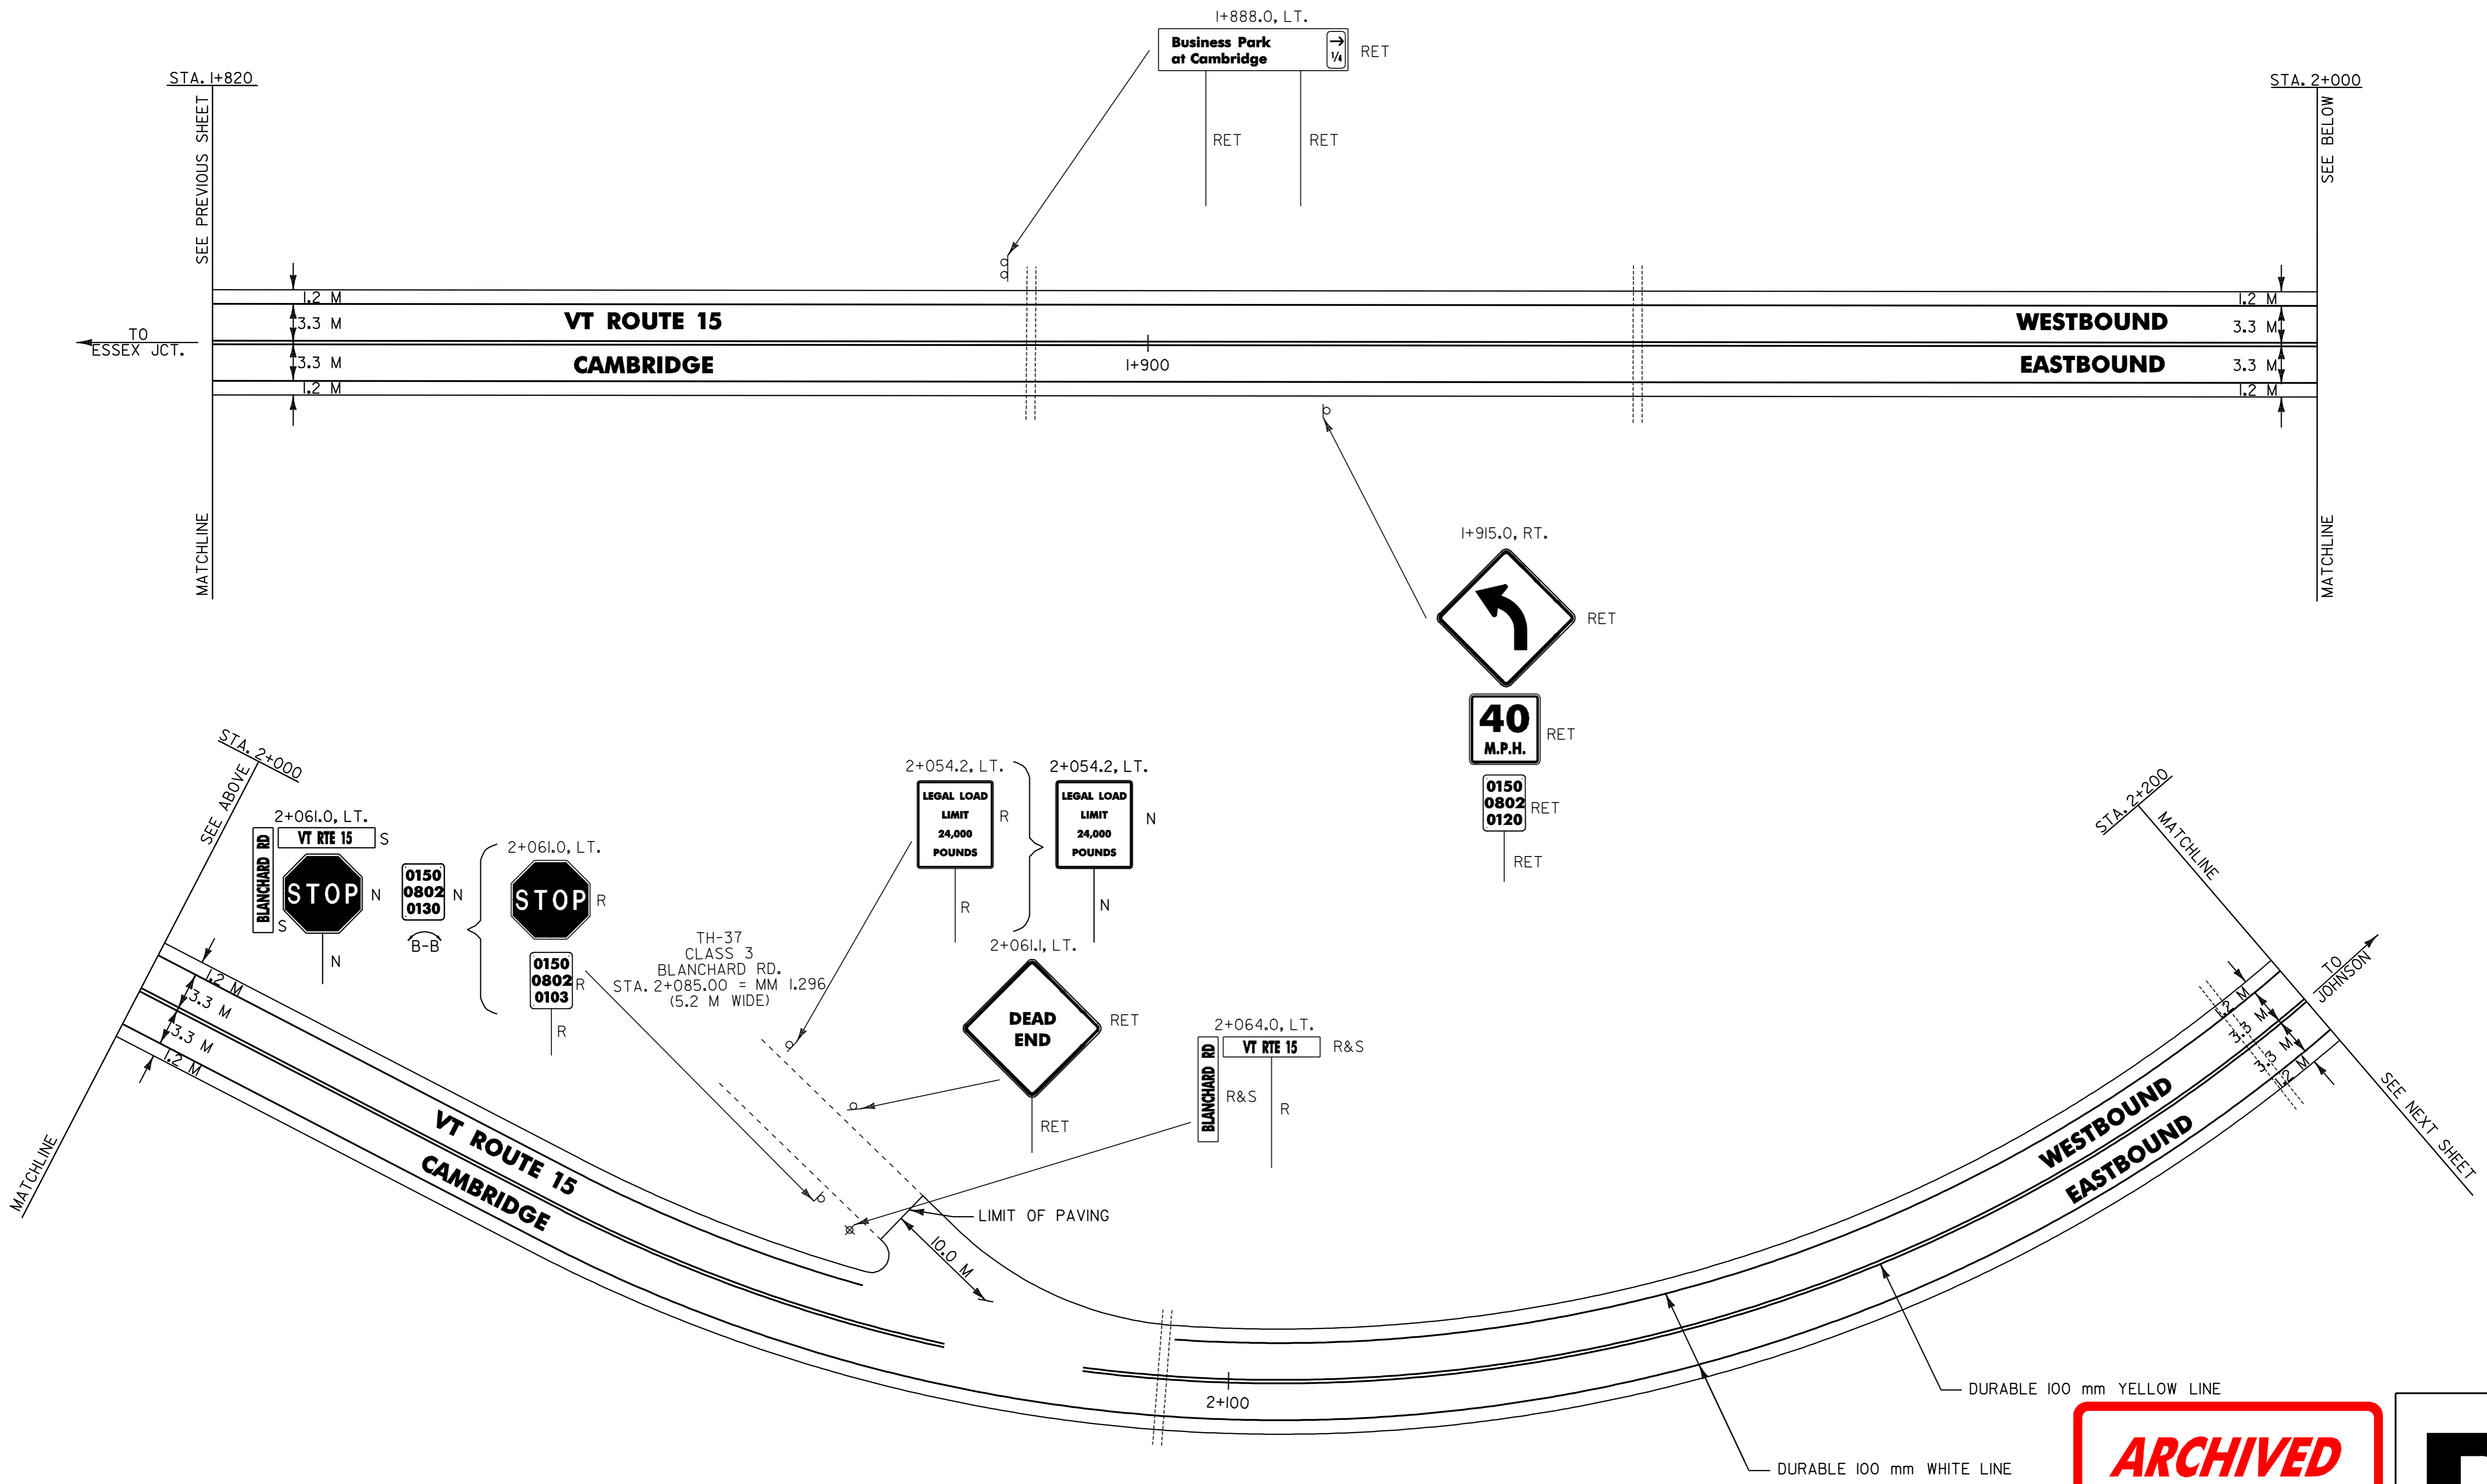 1+888.0, LT.
Business Park
at Cambridge
→
1/4
RET
RET
RET
STA. 1+820
SEE PREVIOUS SHEET
MATCHLINE
STA. 2+000
SEE BELOW
MATCHLINE
TO
ESSEX JCT.
1.2 M
3.3 M
3.3 M
1.2 M
VT ROUTE 15
CAMBRIDGE
1+900
WESTBOUND
EASTBOUND
1.2 M
3.3 M
3.3 M
1.2 M
1+915.0, RT.
RET
40
M.P.H.
RET
0150
0802
0120
RET
RET
STA. 2+000
SEE ABOVE
MATCHLINE
2+061.0, LT.
VT RTE 15
S
BLANCHARD RD
S
STOP
N
N
0150
0802
0130
N
B-B
2+061.0, LT.
STOP
R
0150
0802
0103
R
R
TH-37
CLASS 3
BLANCHARD RD.
STA. 2+085.00 = MM 1.296
(5.2 M WIDE)
2+054.2, LT.
LEGAL LOAD
LIMIT
24,000
POUNDS
R
R
2+054.2, LT.
LEGAL LOAD
LIMIT
24,000
POUNDS
N
N
2+061.1, LT.
DEAD
END
RET
RET
2+064.0, LT.
VT RTE 15
R&S
BLANCHARD RD
R&S
R
LIMIT OF PAVING
10.0 M
1.2 M
3.3 M
3.3 M
1.2 M
VT ROUTE 15
CAMBRIDGE
2+100
WESTBOUND
EASTBOUND
1.2 M
3.3 M
3.3 M
1.2 M
STA. 2+200
MATCHLINE
SEE NEXT SHEET
TO
JOHNSON
DURABLE 100 mm YELLOW LINE
DURABLE 100 mm WHITE LINE
ARCHIVED